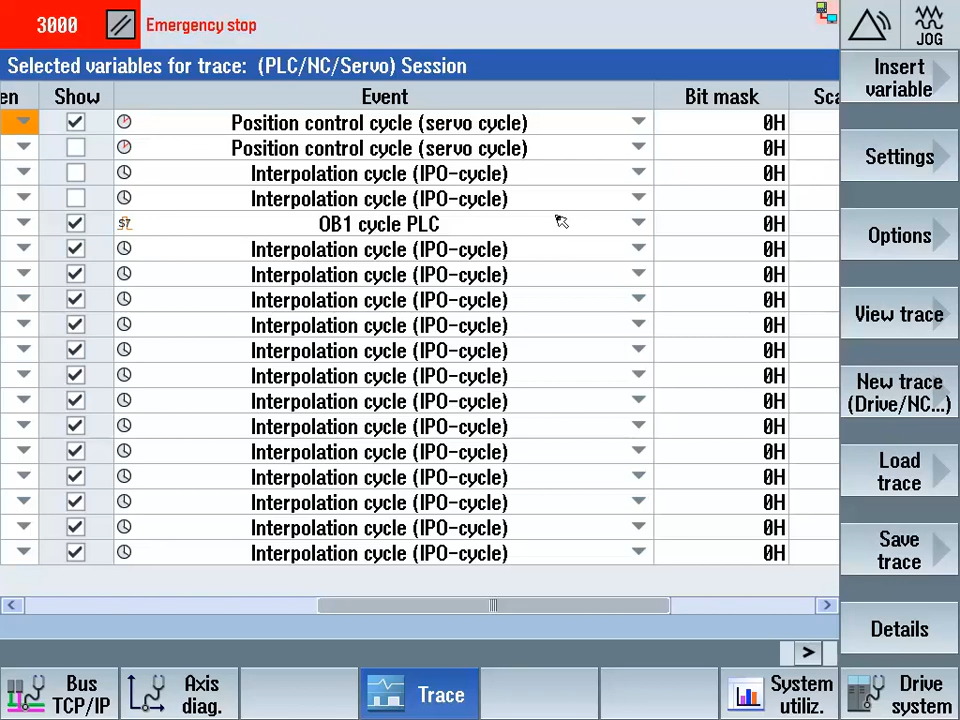 3000 Emergency stop
JOG
Selected variables for trace: (PLC/NC/Servo) Session
en Show Event Bit mask Sca
Position control cycle (servo cycle) 0H
Position control cycle (servo cycle) 0H
Interpolation cycle (IPO-cycle) 0H
Interpolation cycle (IPO-cycle) 0H
S7 OB1 cycle PLC 0H
Interpolation cycle (IPO-cycle) 0H
Interpolation cycle (IPO-cycle) 0H
Interpolation cycle (IPO-cycle) 0H
Interpolation cycle (IPO-cycle) 0H
Interpolation cycle (IPO-cycle) 0H
Interpolation cycle (IPO-cycle) 0H
Interpolation cycle (IPO-cycle) 0H
Interpolation cycle (IPO-cycle) 0H
Interpolation cycle (IPO-cycle) 0H
Interpolation cycle (IPO-cycle) 0H
Interpolation cycle (IPO-cycle) 0H
Interpolation cycle (IPO-cycle) 0H
Interpolation cycle (IPO-cycle) 0H
Insert
variable
Settings
Options
View trace
New trace
(Drive/NC...)
Load
trace
Save
trace
Details
>
Bus
TCP/IP
Axis
diag.
Trace
System
utiliz.
Drive
system